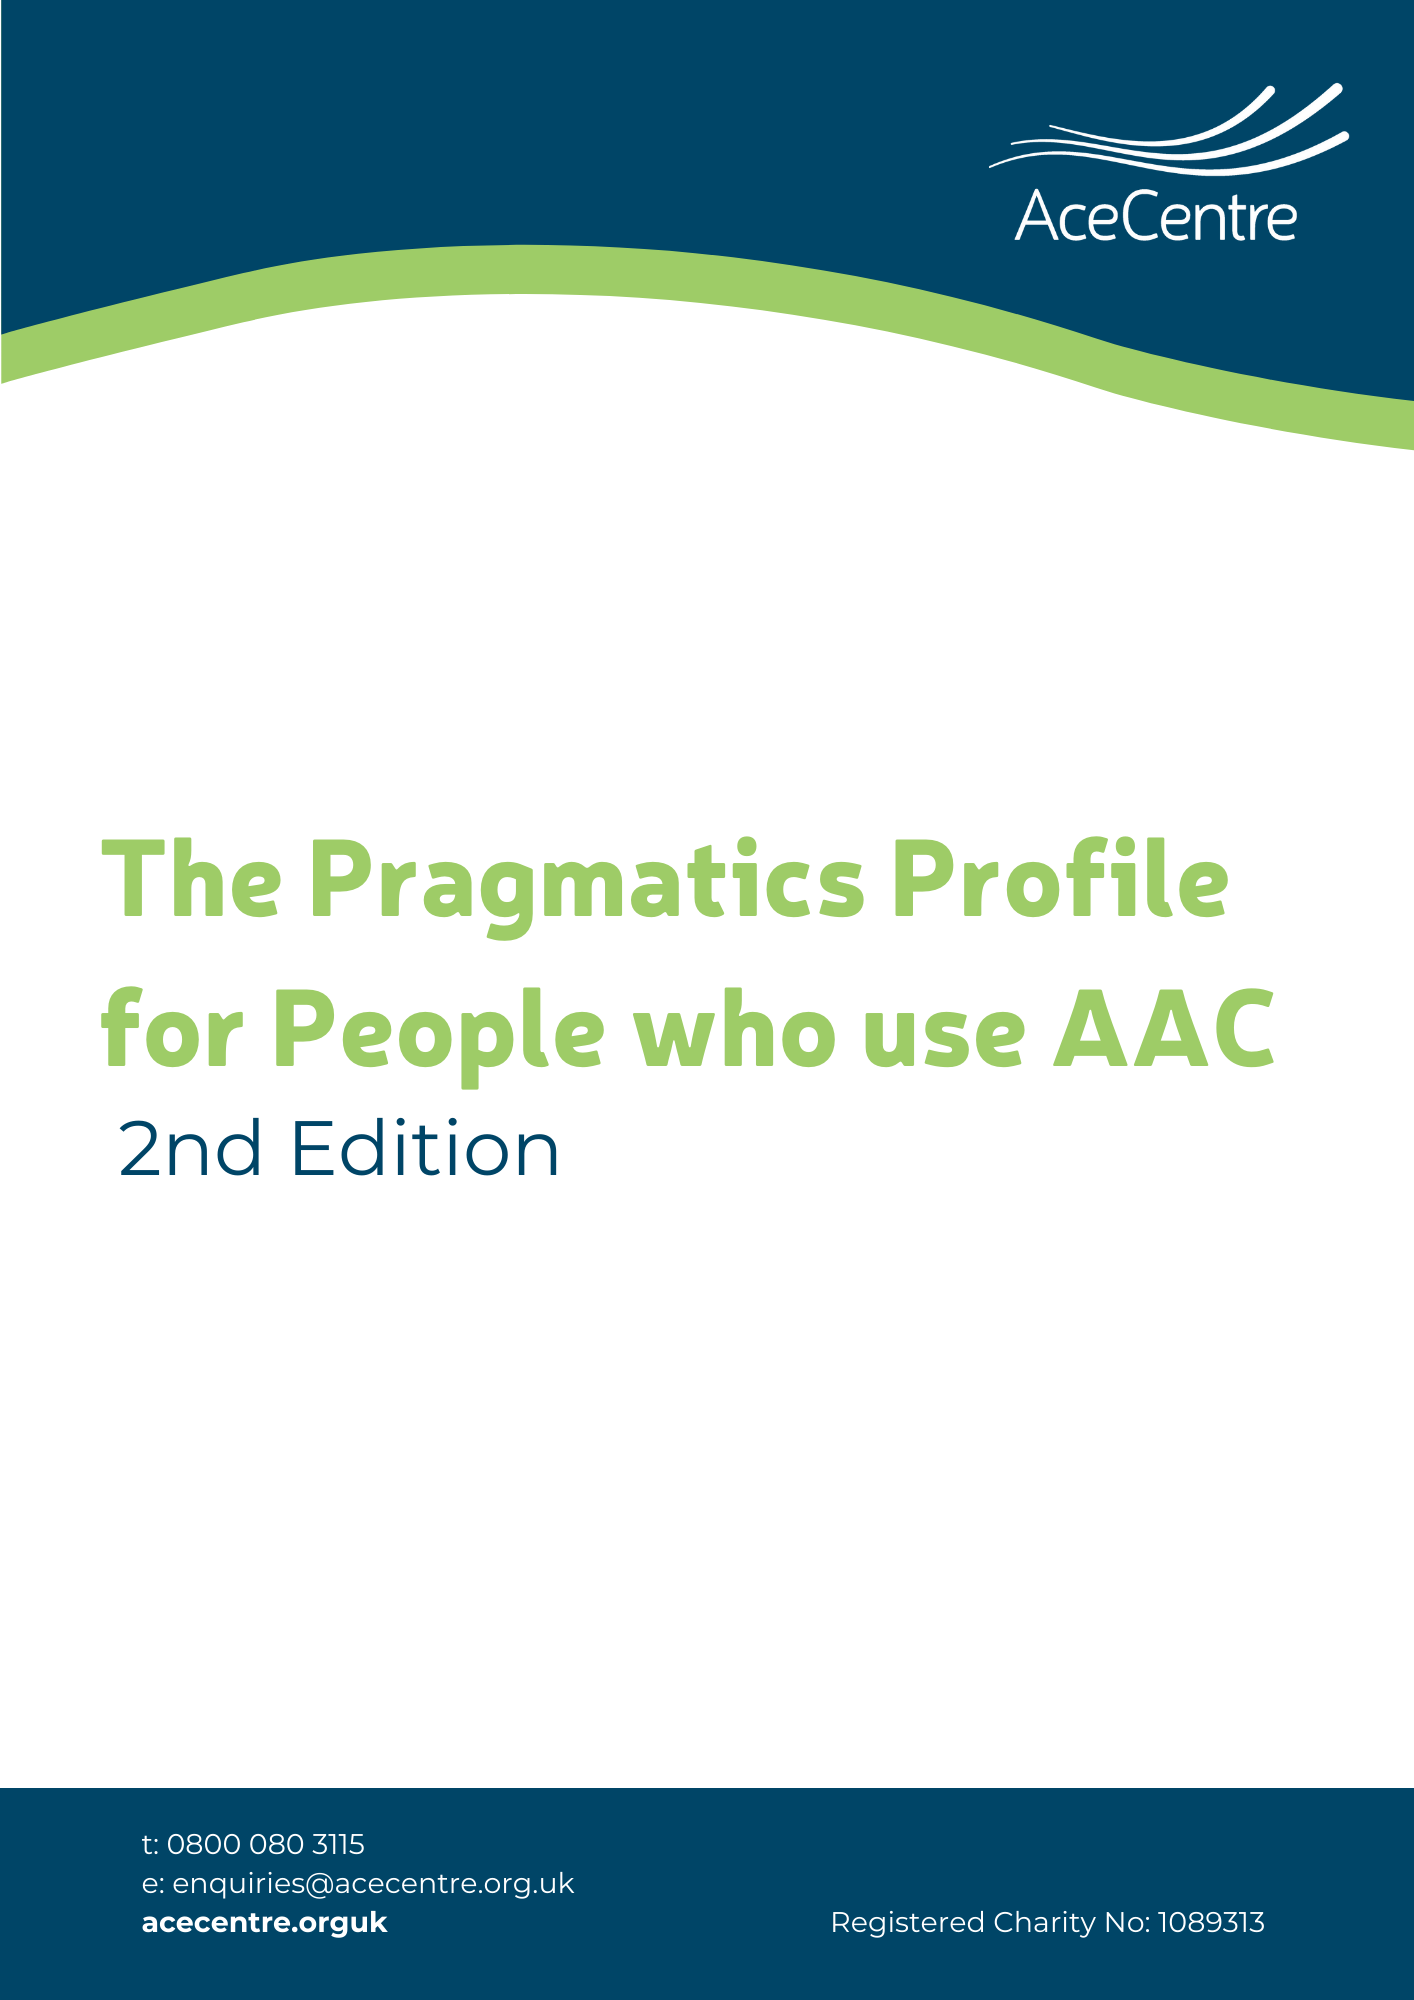 AceCentre
The Pragmatics Profile
for People who use AAC
2nd Edition
t: 0800 080 3115
e: enquiries@acecentre.org.uk
acecentre.orguk
Registered Charity No: 1089313